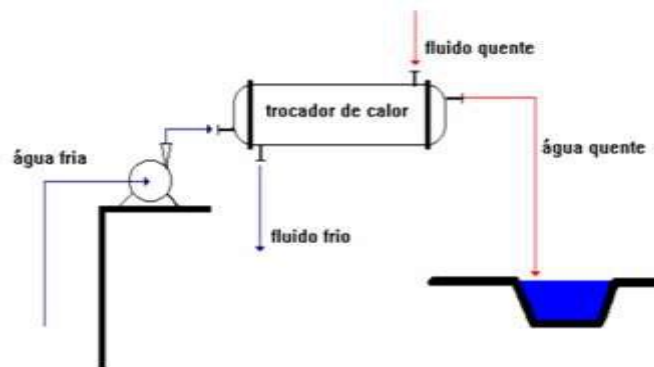 fluido quente
trocador de calor
água fria
água quente
fluido frio